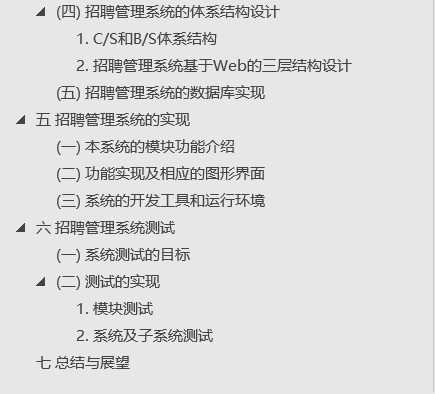 (四) 招聘管理系统的体系结构设计
1. C/S和B/S体系结构
2. 招聘管理系统基于Web的三层结构设计
(五) 招聘管理系统的数据库实现
五 招聘管理系统的实现
(一) 本系统的模块功能介绍
(二) 功能实现及相应的图形界面
(三) 系统的开发工具和运行环境
六 招聘管理系统测试
(一) 系统测试的目标
(二) 测试的实现
1. 模块测试
2. 系统及子系统测试
七 总结与展望